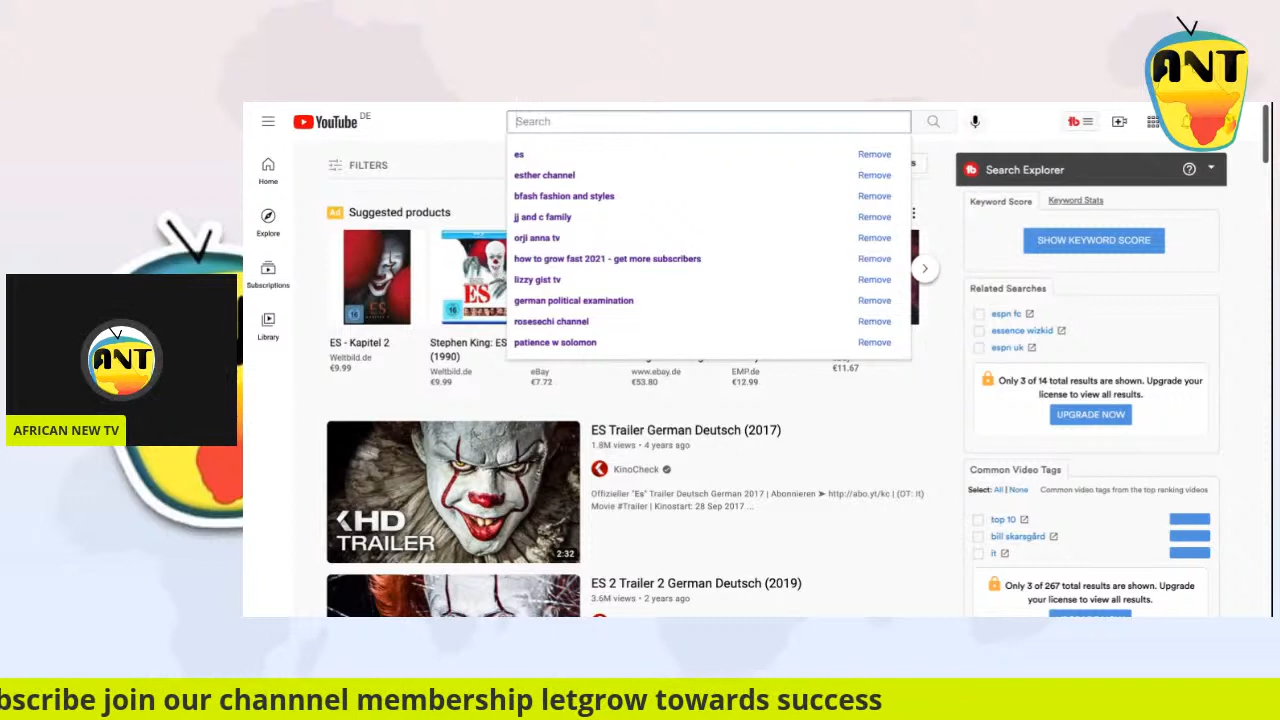 ANT
YouTube DE
Search
Home
Explore
Subscriptions
Library
FILTERS
es Remove
esther channel Remove
bfash fashion and styles Remove
jj and c family Remove
orji anna tv Remove
how to grow fast 2021 - get more subscribers Remove
lizzy gist tv Remove
german political examination Remove
rosesechi channel Remove
patience w solomon Remove
Ad Suggested products
ES
ES - Kapitel 2
Weltbild.de
€9.99
Stephen King: ES
(1990)
Weltbild.de
€9.99
eBay
€7.72
www.ebay.de
€53.80
EMP.de
€12.99
€11.67
HD
TRAILER
2:32
ES Trailer German Deutsch (2017)
1.8M views • 4 years ago
KinoCheck
Offizieller "Es" Trailer Deutsch German 2017 | Abonnieren ➤ http://abo.yt/kc | (OT: It)
Movie #Trailer | Kinostart: 28 Sep 2017 ...
ES 2 Trailer 2 German Deutsch (2019)
3.6M views • 2 years ago
tb
Search Explorer
Keyword Score Keyword Stats
SHOW KEYWORD SCORE
Related Searches
espn fc
essence wizkid
espn uk
Only 3 of 14 total results are shown. Upgrade your
license to view all results.
UPGRADE NOW
Common Video Tags
Select: All | None Common video tags from the top ranking videos
top 10
bill skarsgård
it
Only 3 of 267 total results are shown. Upgrade
your license to view all results.
ANT
AFRICAN NEW TV
bscribe join our channnel membership letgrow towards success